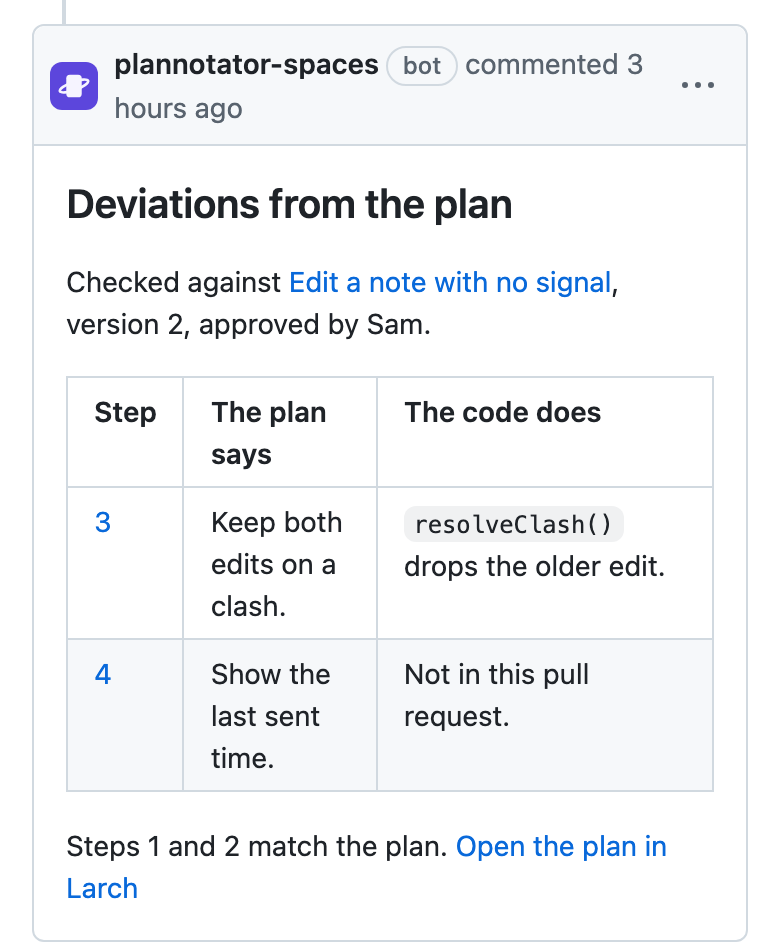 plannotator-spaces bot commented 3
hours ago
Deviations from the plan
Checked against Edit a note with no signal,
version 2, approved by Sam.
Step
The plan
says
The code does
3
Keep both
edits on a
clash.
resolveClash()
drops the older edit.
4
Show the
last sent
time.
Not in this pull
request.
Steps 1 and 2 match the plan. Open the plan in
Larch